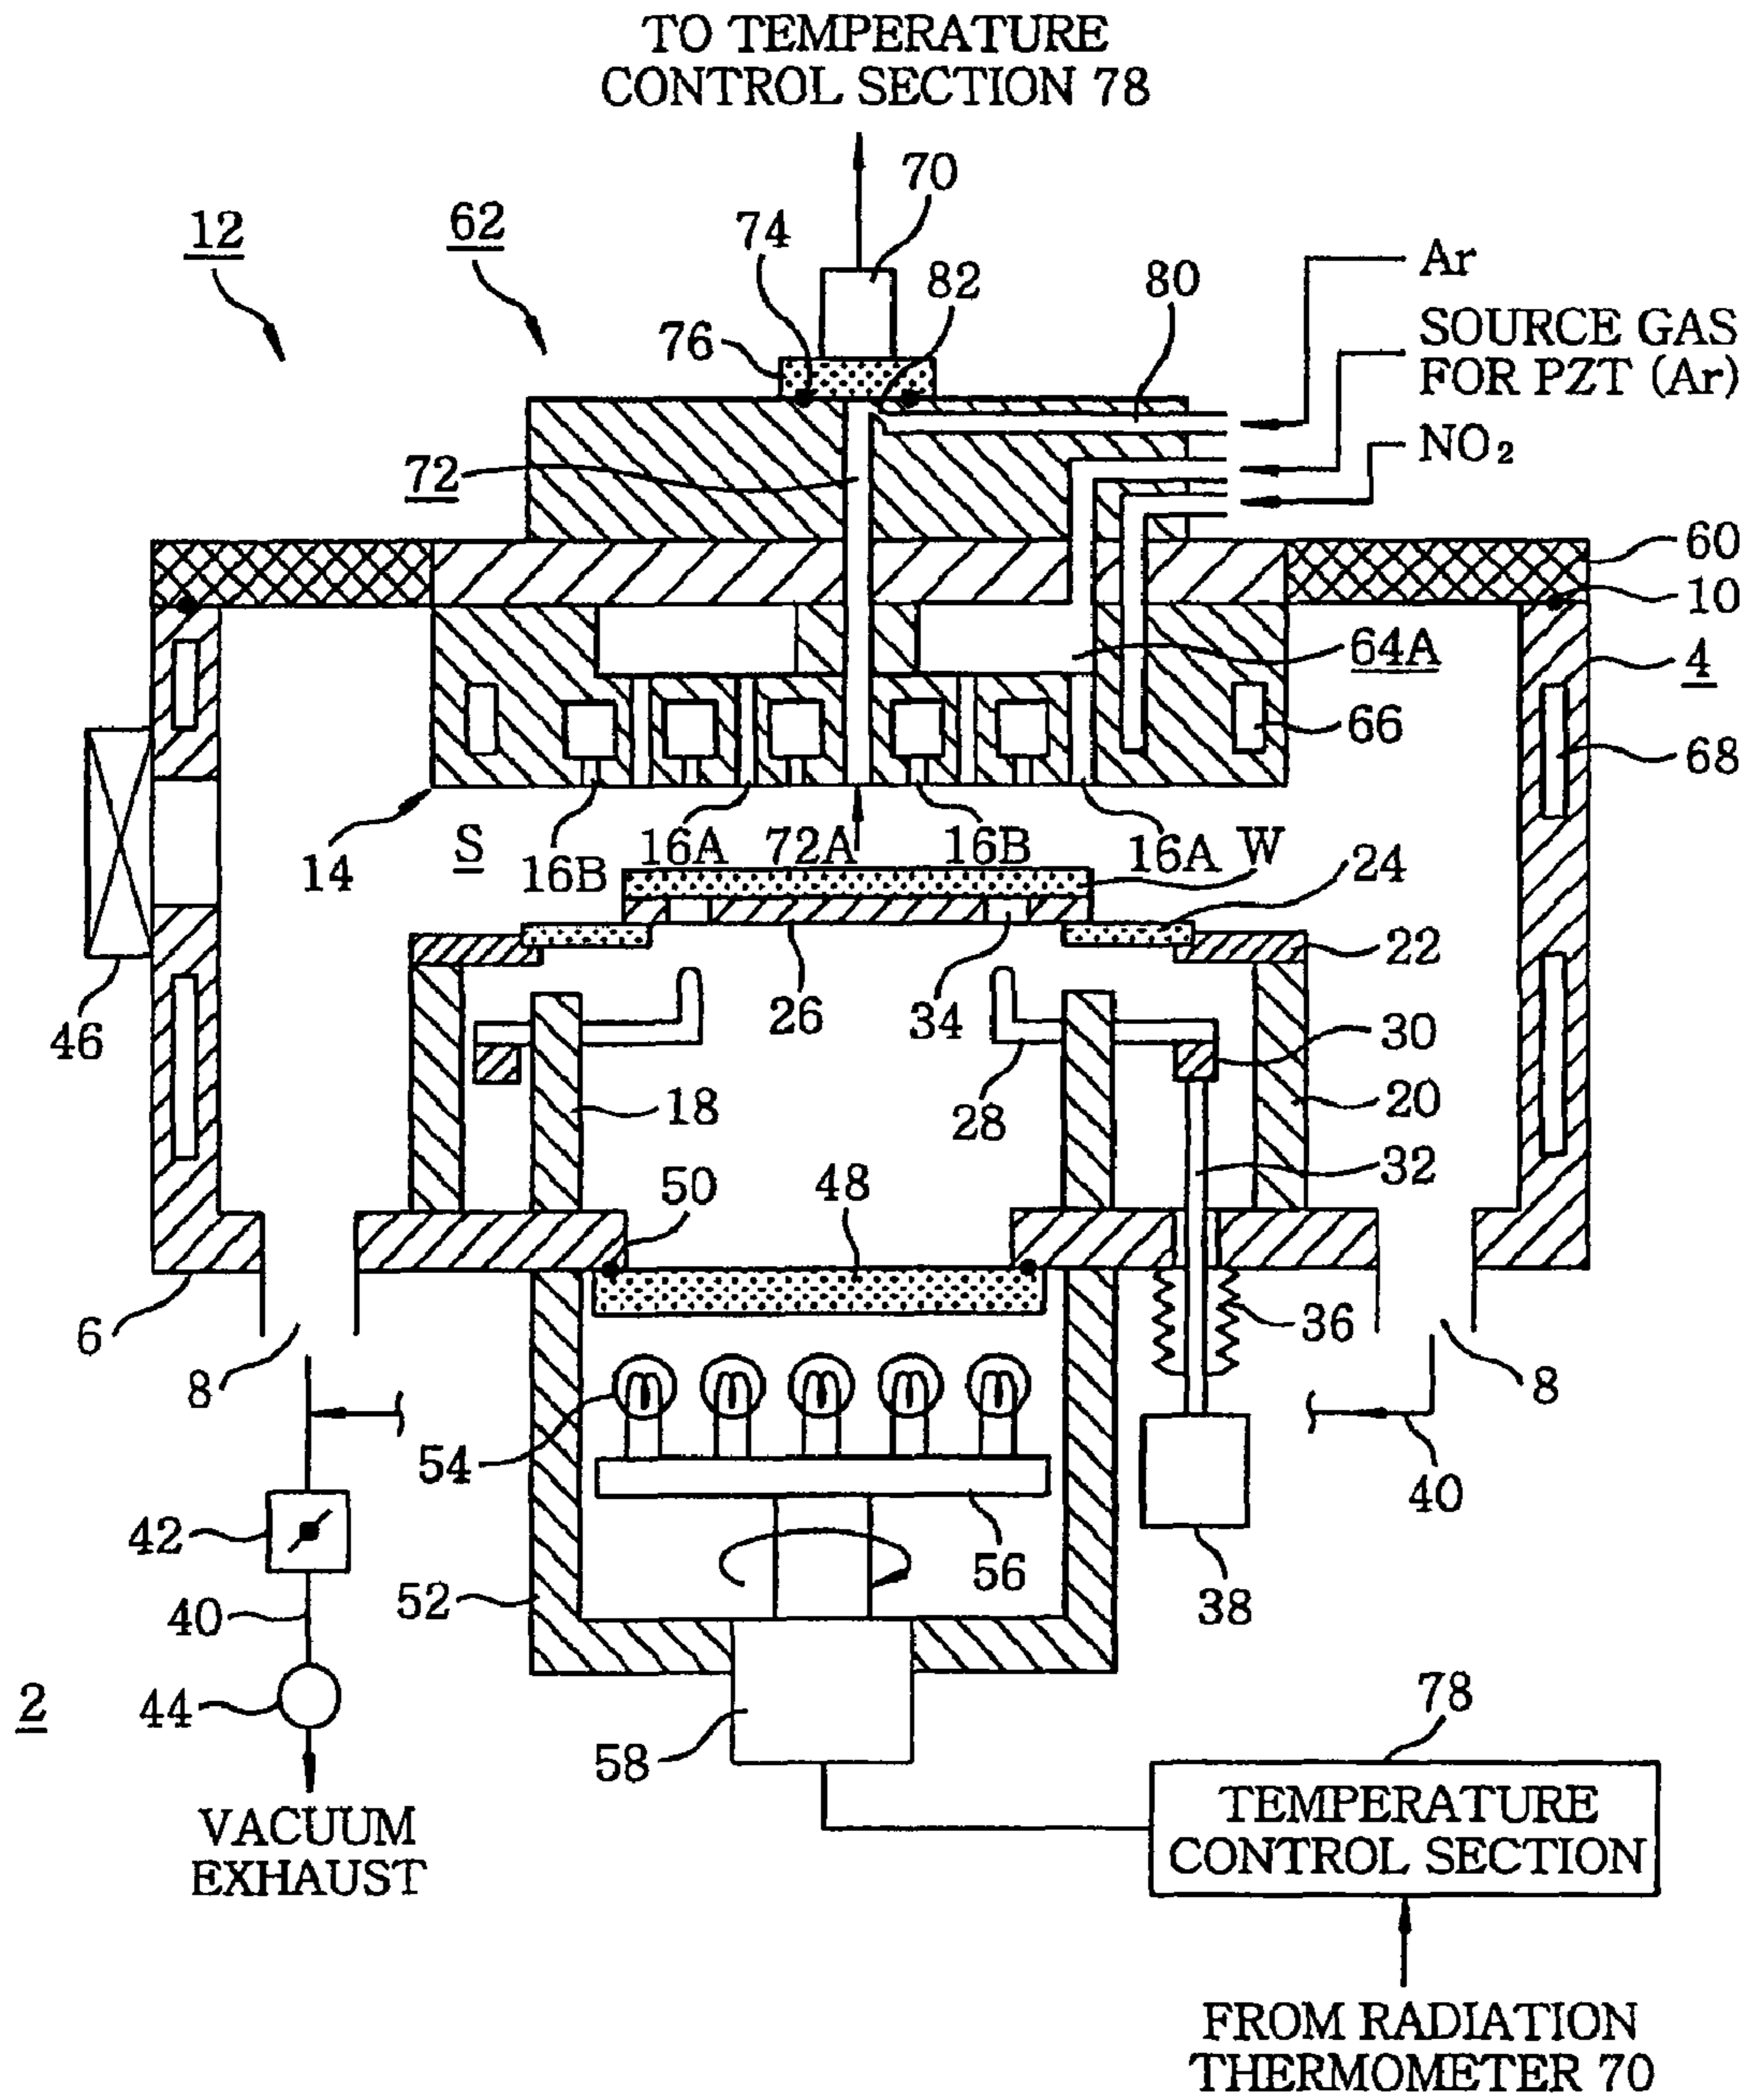 TO TEMPERATURE
CONTROL SECTION 78
70
12
62
74
82
80
Ar
76
SOURCE GAS
FOR PZT (Ar)
72
NO₂
60
10
64A
4
66
68
14
S
16B
16A
72A
16B
16A
W
24
22
46
26
34
30
18
28
20
50
48
32
6
36
8
8
54
40
42
56
38
40
52
2
44
78
58
TEMPERATURE
CONTROL SECTION
VACUUM
EXHAUST
FROM RADIATION
THERMOMETER 70